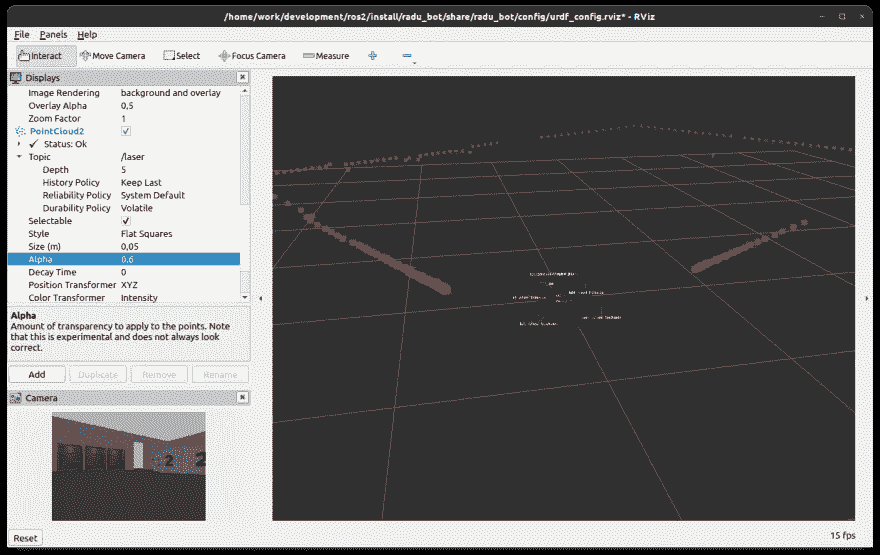 /home/work/development/ros2/install/radu_bot/share/radu_bot/config/urdf_config.rviz* - RViz
File Panels Help
Interact Move Camera Select Focus Camera Measure
Displays
Image Rendering background and overlay
Overlay Alpha 0,5
Zoom Factor 1
PointCloud2
Status: Ok
Topic /laser
Depth 5
History Policy Keep Last
Reliability Policy System Default
Durability Policy Volatile
Selectable
Style Flat Squares
Size (m) 0,05
Alpha 0,6
Decay Time 0
Position Transformer XYZ
Color Transformer Intensity
Alpha
Amount of transparency to apply to the points. Note
that this is experimental and does not always look
correct.
Add Duplicate Remove Rename
Camera
2 2
Reset 15 fps